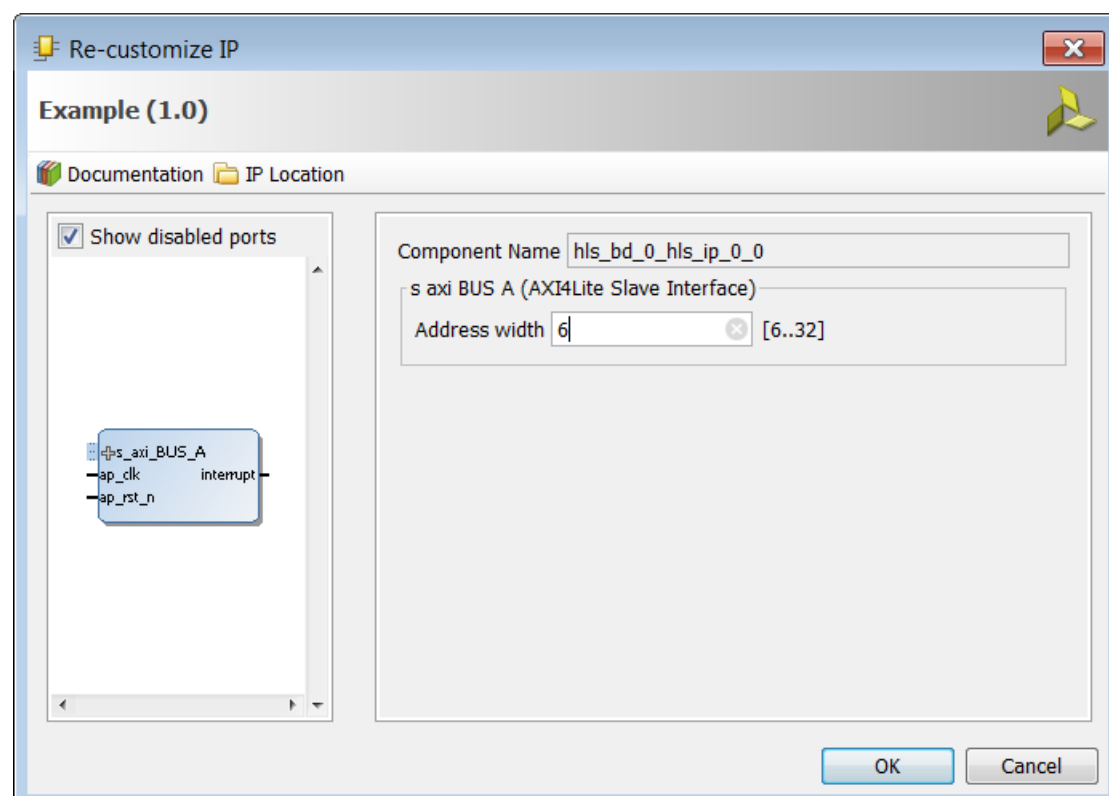 Re-customize IP
Example (1.0)
Documentation IP Location
Show disabled ports
s_axi_BUS_A
ap_clk interrupt
ap_rst_n
Component Name hls_bd_0_hls_ip_0_0
s axi BUS A (AXI4Lite Slave Interface)
Address width 6 [6..32]
OK Cancel